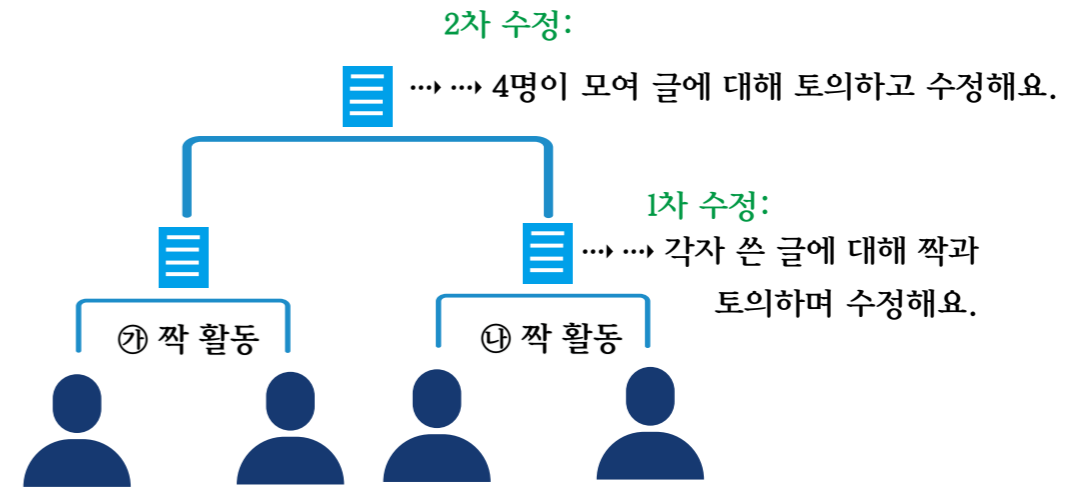 2차 수정:
····› ····› 4명이 모여 글에 대해 토의하고 수정해요.
1차 수정:
····› ····› 각자 쓴 글에 대해 짝과
토의하며 수정해요.
㉮ 짝 활동
㉯ 짝 활동